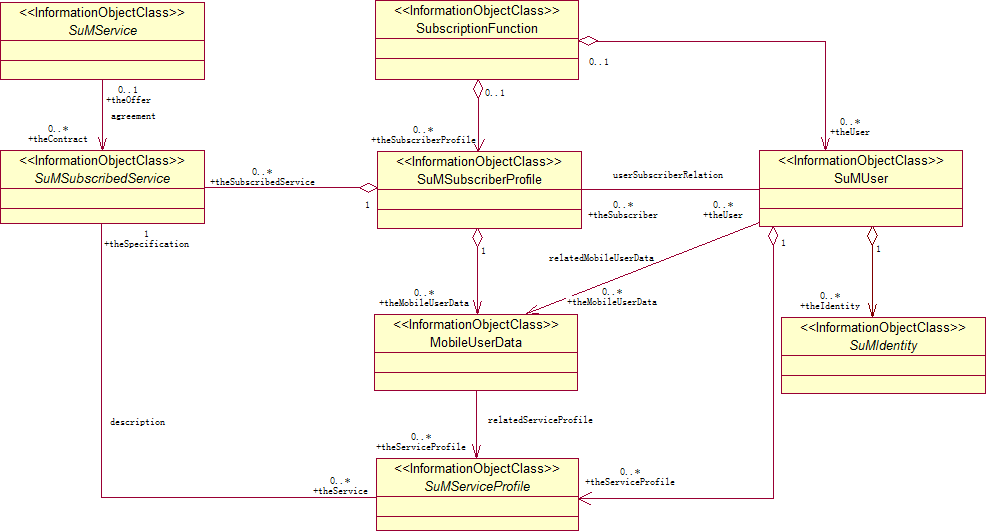 <<InformationObjectClass>>
SuMService
<<InformationObjectClass>>
SubscriptionFunction
0..1
0..1
+theOffer
agreement
0..*
+theContract
0..1
0..*
+theSubscriberProfile
0..*
+theUser
<<InformationObjectClass>>
SuMSubscribedService
0..*
+theSubscribedService
1
<<InformationObjectClass>>
SuMSubscriberProfile
userSubscriberRelation
0..*
+theSubscriber
0..*
+theUser
<<InformationObjectClass>>
SuMUser
1
+theSpecification
1
relatedMobileUserData
1
1
0..*
+theMobileUserData
0..*
+theMobileUserData
0..*
+theIdentity
<<InformationObjectClass>>
MobileUserData
<<InformationObjectClass>>
SuMIdentity
description
relatedServiceProfile
0..*
+theServiceProfile
<<InformationObjectClass>>
SuMServiceProfile
0..*
+theService
0..*
+theServiceProfile